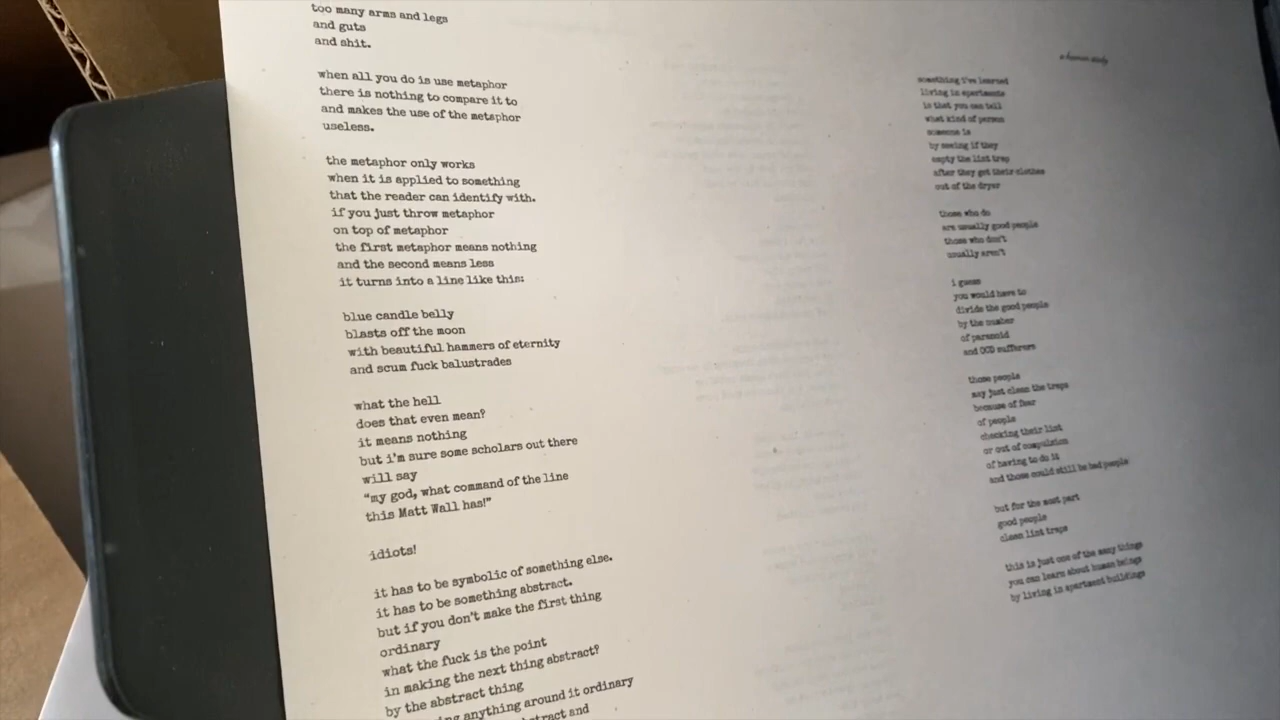 too many arms and legs
and guts
and shit.
when all you do is use metaphor
there is nothing to compare it to
and makes the use of the metaphor
useless.
the metaphor only works
when it is applied to something
that the reader can identify with.
if you just throw metaphor
on top of metaphor
the first metaphor means nothing
and the second means less
it turns into a line like this:
blue candle belly
blasts off the moon
with beautiful hammers of eternity
and scum fuck balustrades
what the hell
does that even mean?
it means nothing
but i'm sure some scholars out there
will say
"my god, what command of the line
this Matt Wall has!"
idiots!
it has to be symbolic of something else.
it has to be something abstract.
but if you don't make the first thing
ordinary
what the fuck is the point
in making the next thing abstract?
by the abstract thing
anything around it ordinary
and
a human study
something i've learned
living in apartments
is that you can tell
what kind of person
someone is
by seeing if they
empty the lint trap
after they get their clothes
out of the dryer
those who do
are usually good people
those who don't
usually aren't
i guess
you would have to
divide the good people
by the number
of paranoid
and OCD sufferers
those people
may just clean the traps
because of fear
of people
checking their lint
or out of compulsion
of having to do it
and those could still be bad people
but for the most part
good people
clean lint traps
this is just one of the many things
you can learn about human beings
by living in apartment buildings